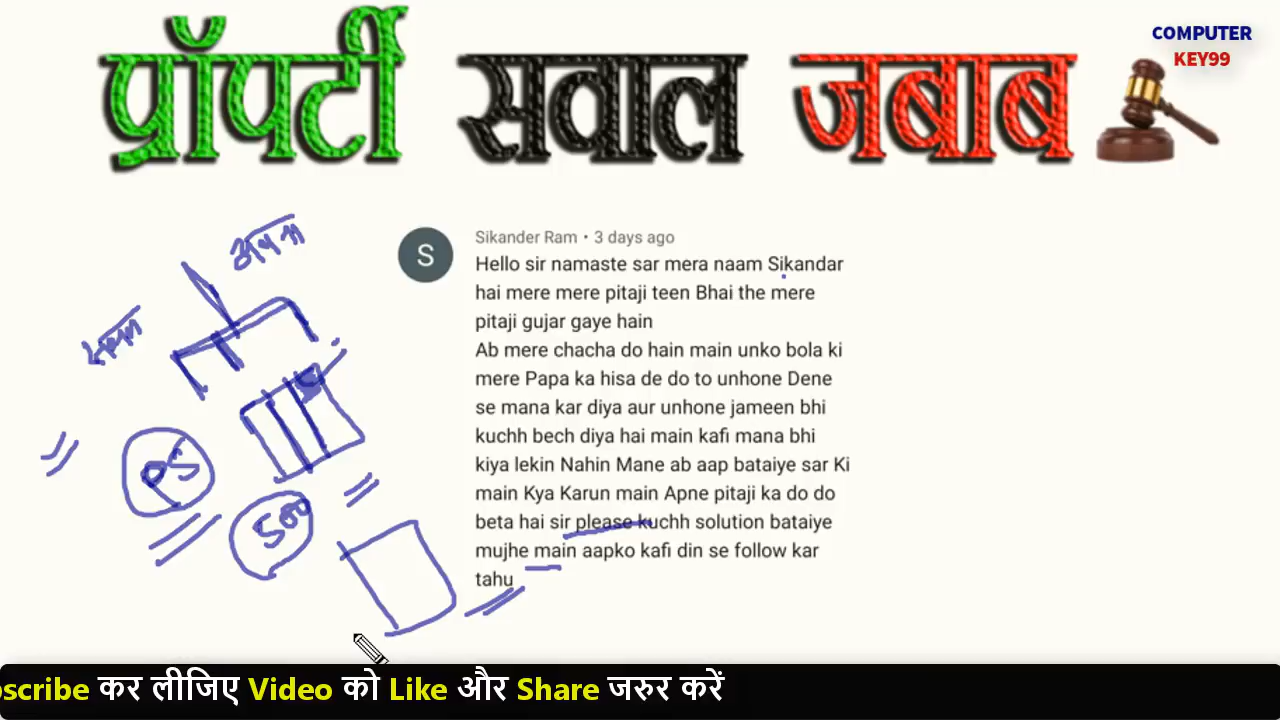 प्रॉपर्टी सवाल जबाब
COMPUTER
KEY99
S
Sikander Ram • 3 days ago
Hello sir namaste sar mera naam Sikandar
hai mere mere pitaji teen Bhai the mere
pitaji gujar gaye hain
Ab mere chacha do hain main unko bola ki
mere Papa ka hisa de do to unhone Dene
se mana kar diya aur unhone jameen bhi
kuchh bech diya hai main kafi mana bhi
kiya lekin Nahin Mane ab aap bataiye sar Ki
main Kya Karun main Apne pitaji ka do do
beta hai sir please kuchh solution bataiye
mujhe main aapko kafi din se follow kar
tahu
PS
500
bscribe कर लीजिए Video को Like और Share जरुर करें